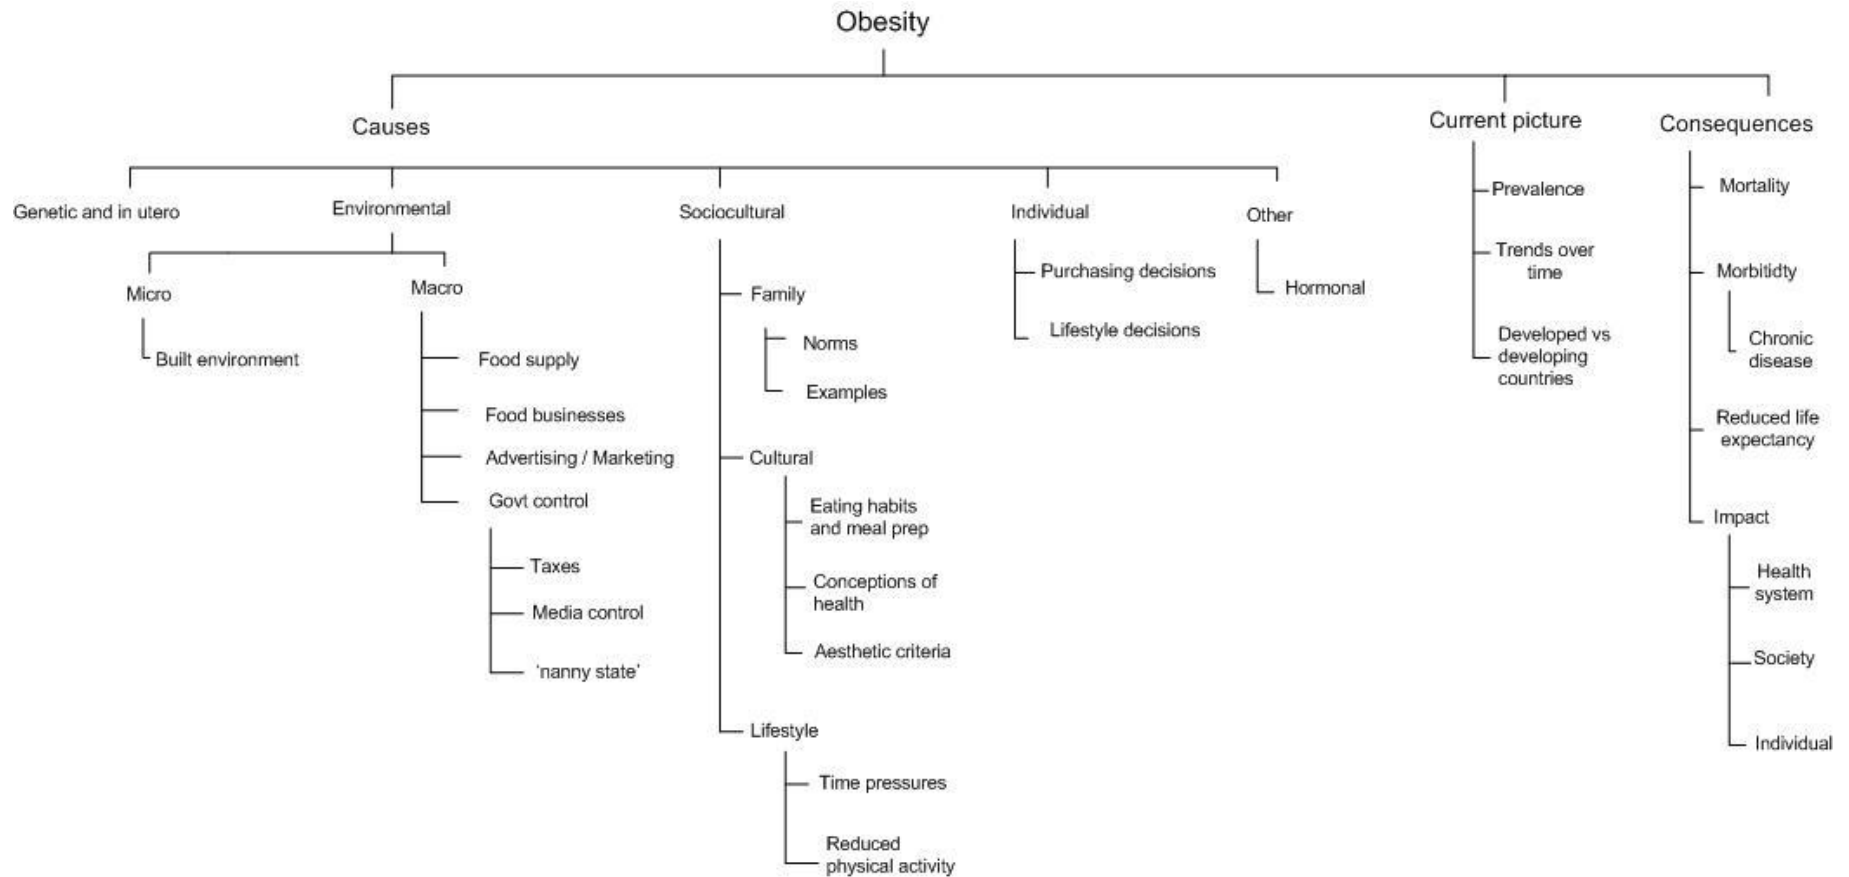 Obesity
Causes
Current picture
Consequences
Genetic and in utero
Environmental
Sociocultural
Individual
Other
Micro
Built environment
Macro
Food supply
Food businesses
Advertising / Marketing
Govt control
Taxes
Media control
‘nanny state’
Family
Norms
Examples
Cultural
Eating habits
and meal prep
Conceptions of
health
Aesthetic criteria
Lifestyle
Time pressures
Reduced
physical activity
Purchasing decisions
Lifestyle decisions
Hormonal
Prevalence
Trends over
time
Developed vs
developing
countries
Mortality
Morbitidty
Chronic
disease
Reduced life
expectancy
Impact
Health
system
Society
Individual